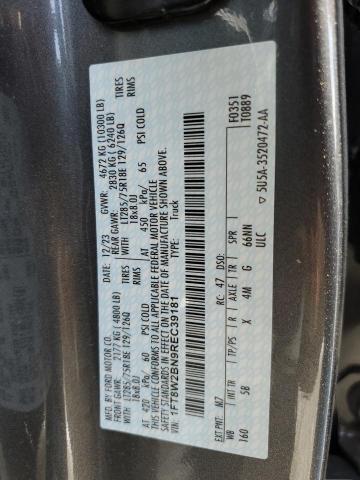 MFD. BY FORD MOTOR CO.
DATE: 12/23 GVWR: 4672 KG (10300 LB)
FRONT GAWR: 2177 KG (4800 LB) REAR GAWR: 2830 KG (6240 LB)
WITH LT285/75R18E 129/126Q TIRES WITH LT285/75R18E 129/126Q TIRES
18x8.0J RIMS 18x8.0J RIMS
AT 420 kPa/ 60 PSI COLD AT 450 kPa/ 65 PSI COLD
THIS VEHICLE CONFORMS TO ALL APPLICABLE FEDERAL MOTOR VEHICLE
SAFETY STANDARDS IN EFFECT ON THE DATE OF MANUFACTURE SHOWN ABOVE.
VIN: 1FT8W2BN9REC39181 TYPE: Truck
F0351
T0889
EXT PNT: M7 RC: 47 DSO:
WB INT TR TP/PS R AXLE TR SPR
160 5B X 4M G 66NN
ULC
▽ 5U5A-3520472-AA